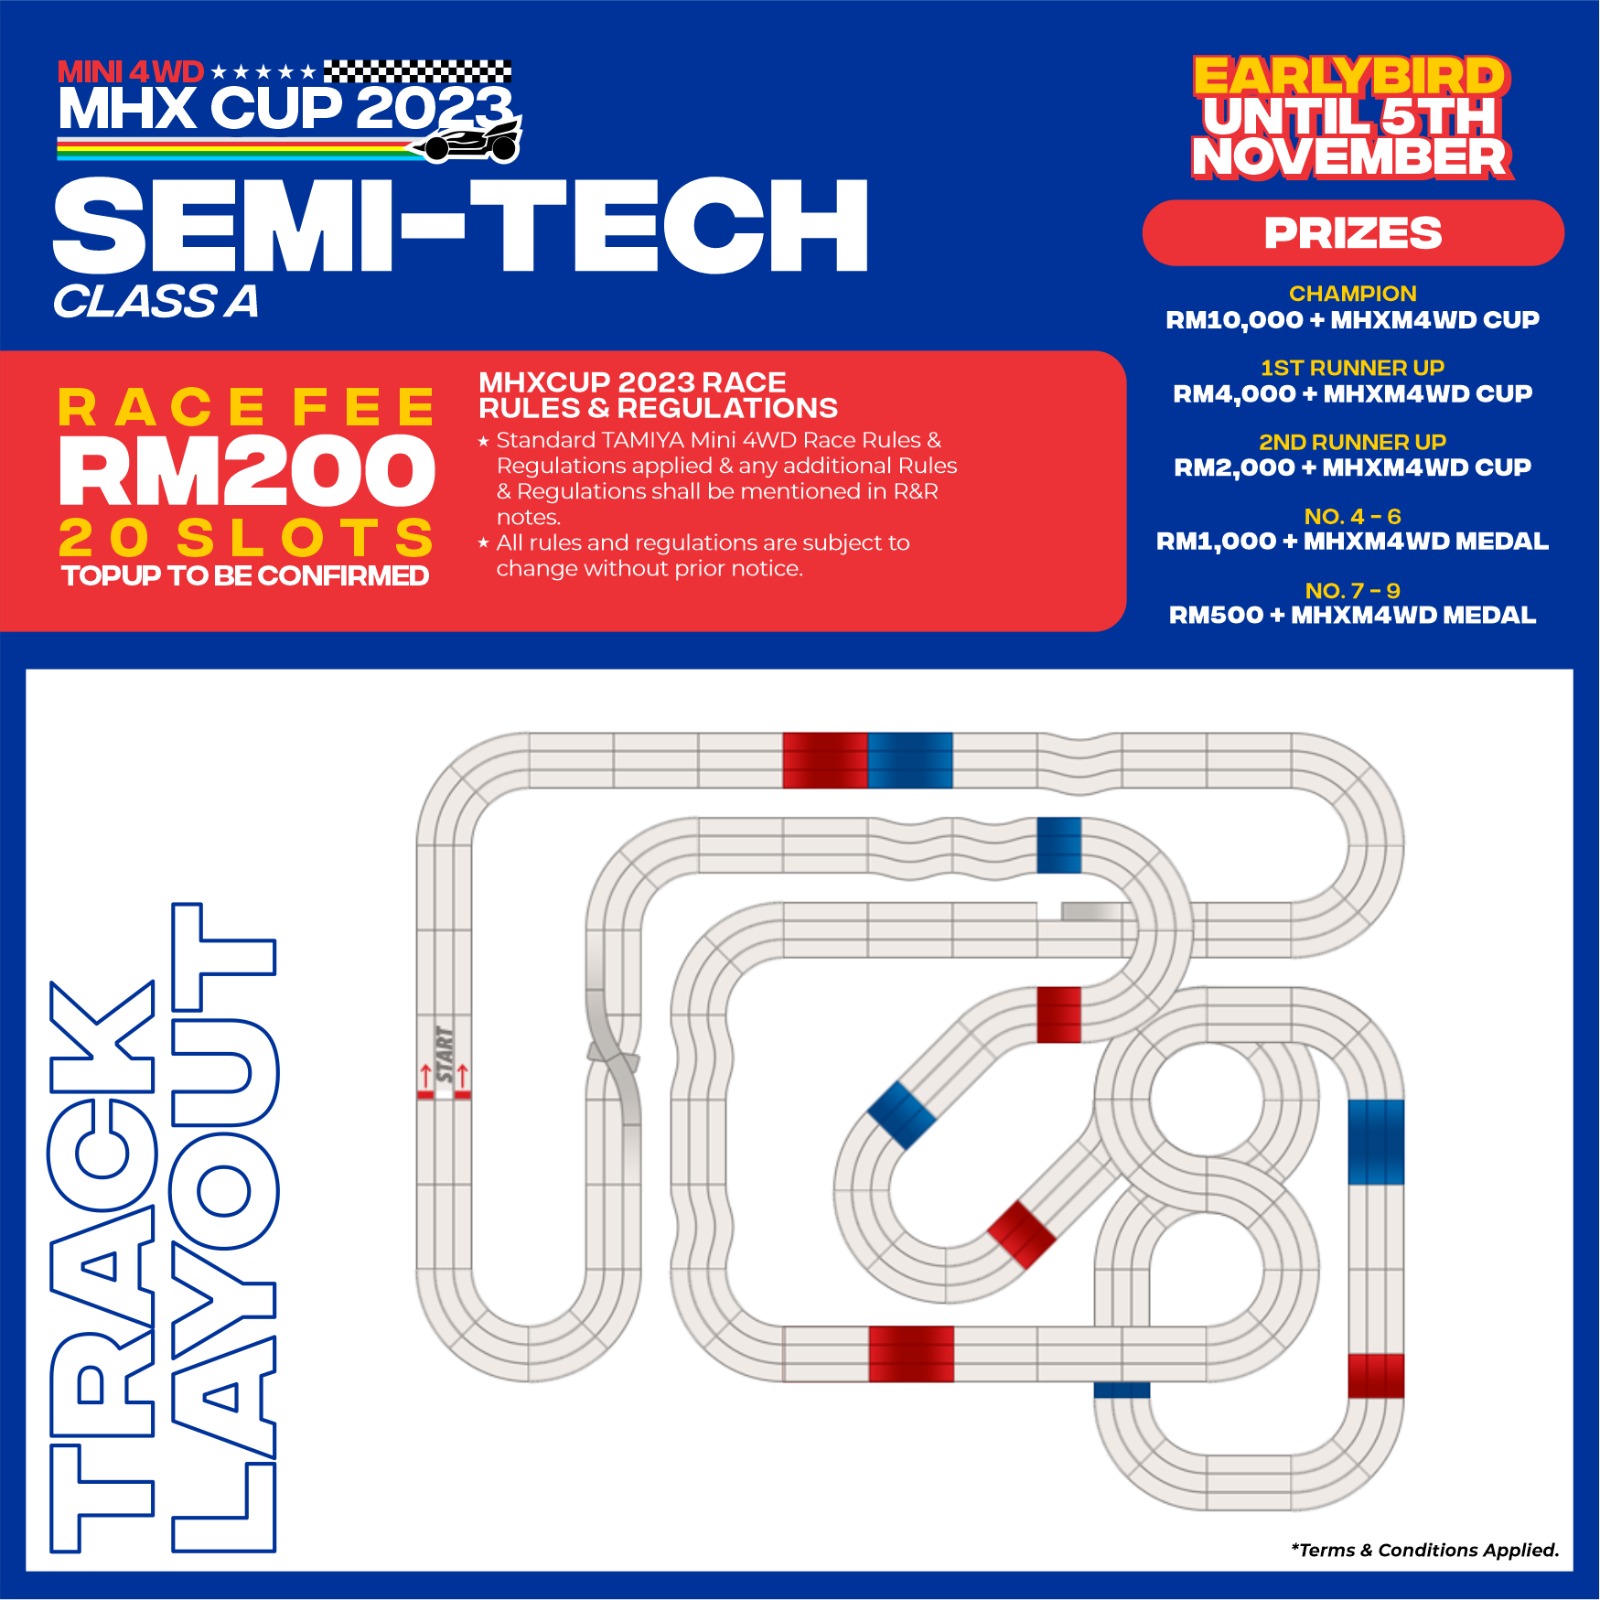 MINI 4WD
MHX CUP 2023
SEMI-TECH
CLASS A
EARLYBIRD
UNTIL 5TH
NOVEMBER
PRIZES
CHAMPION
RM10,000 + MHXM4WD CUP
1ST RUNNER UP
RM4,000 + MHXM4WD CUP
2ND RUNNER UP
RM2,000 + MHXM4WD CUP
NO. 4 – 6
RM1,000 + MHXM4WD MEDAL
NO. 7 – 9
RM500 + MHXM4WD MEDAL
RACE FEE
RM200
20 SLOTS
TOPUP TO BE CONFIRMED
MHXCUP 2023 RACE
RULES & REGULATIONS
★ Standard TAMIYA Mini 4WD Race Rules &
Regulations applied & any additional Rules
& Regulations shall be mentioned in R&R
notes.
★ All rules and regulations are subject to
change without prior notice.
TRACK
LAYOUT
START
*Terms & Conditions Applied.